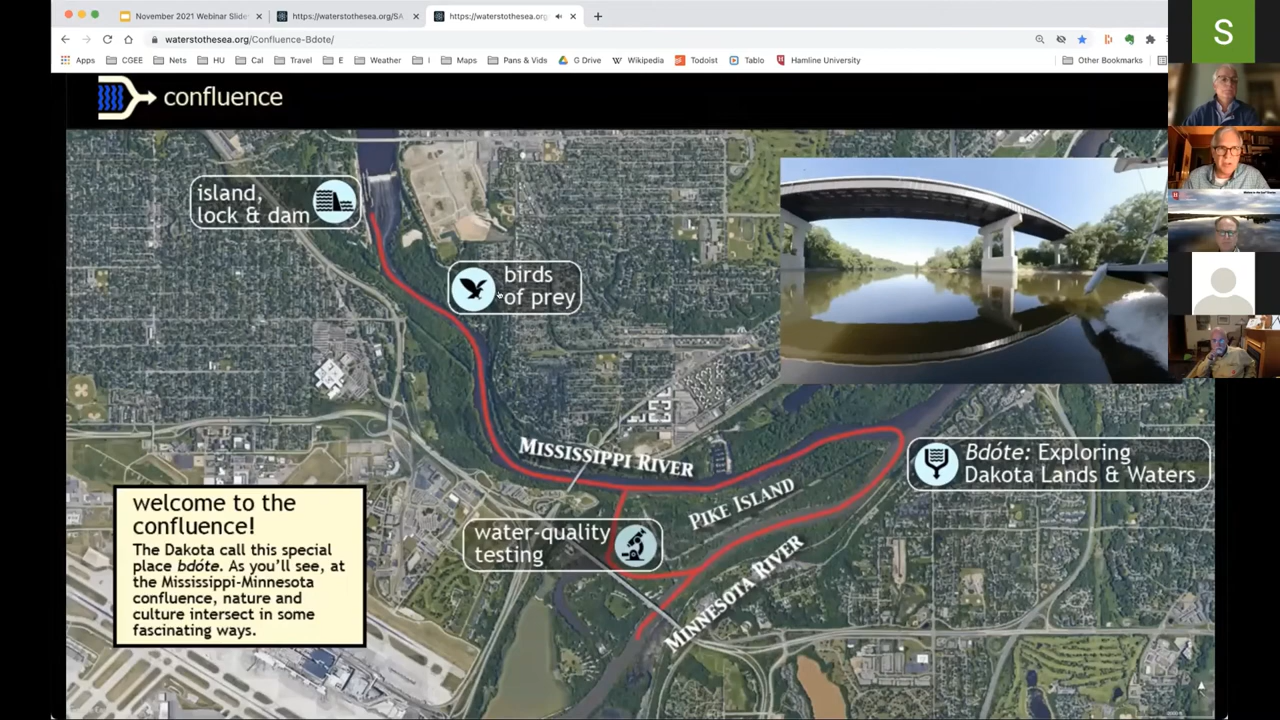 November 2021 Webinar Slide
https://waterstothesea.org/SA
https://waterstothesea.org
waterstothesea.org/Confluence-Bdote/
Apps
CGEE
Nets
HU
Cal
Travel
E
Weather
I
Maps
Pans & Vids
G Drive
Wikipedia
Todoist
Tablo
Hamline University
Other Bookmarks
S
confluence
island,
lock & dam
birds
of prey
MISSISSIPPI RIVER
PIKE ISLAND
MINNESOTA RIVER
Bdóte: Exploring
Dakota Lands & Waters
water-quality
testing
welcome to the
confluence!
The Dakota call this special
place bdóte. As you'll see, at
the Mississippi-Minnesota
confluence, nature and
culture intersect in some
fascinating ways.